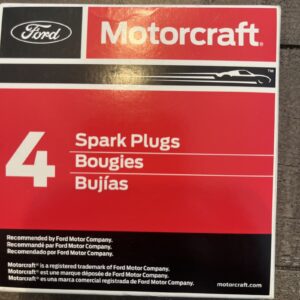 Ford
Motorcraft®
™
4
Spark Plugs
Bougies
Bujías
Recommended by Ford Motor Company.
Recommandé par Ford Motor Company.
Recomendado por Ford Motor Company.
Motorcraft® is a registered trademark of Ford Motor Company.
Motorcraft® est une marque déposée de Ford Motor Company.
Motorcraft® es una marca comercial registrada de Ford Motor Company.
motorcraft.com